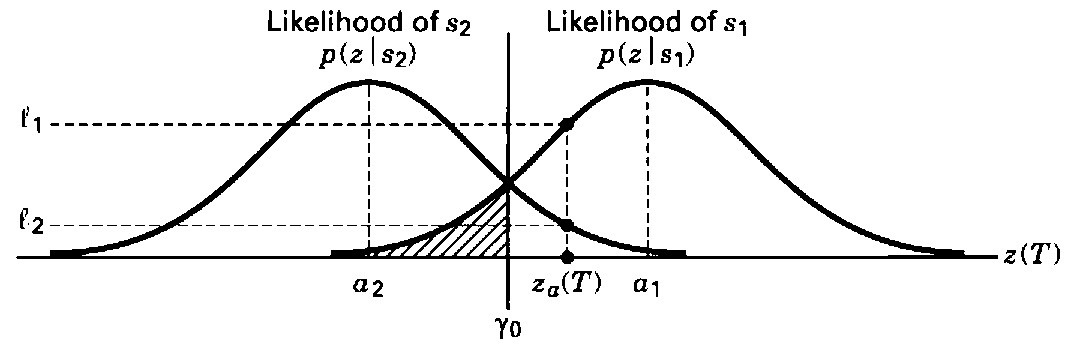 Likelihood of s₂ Likelihood of s₁
p(z|s₂) p(z|s₁)
ℓ₁
ℓ₂
z(T)
a₂ zₐ(T) a₁
γ₀